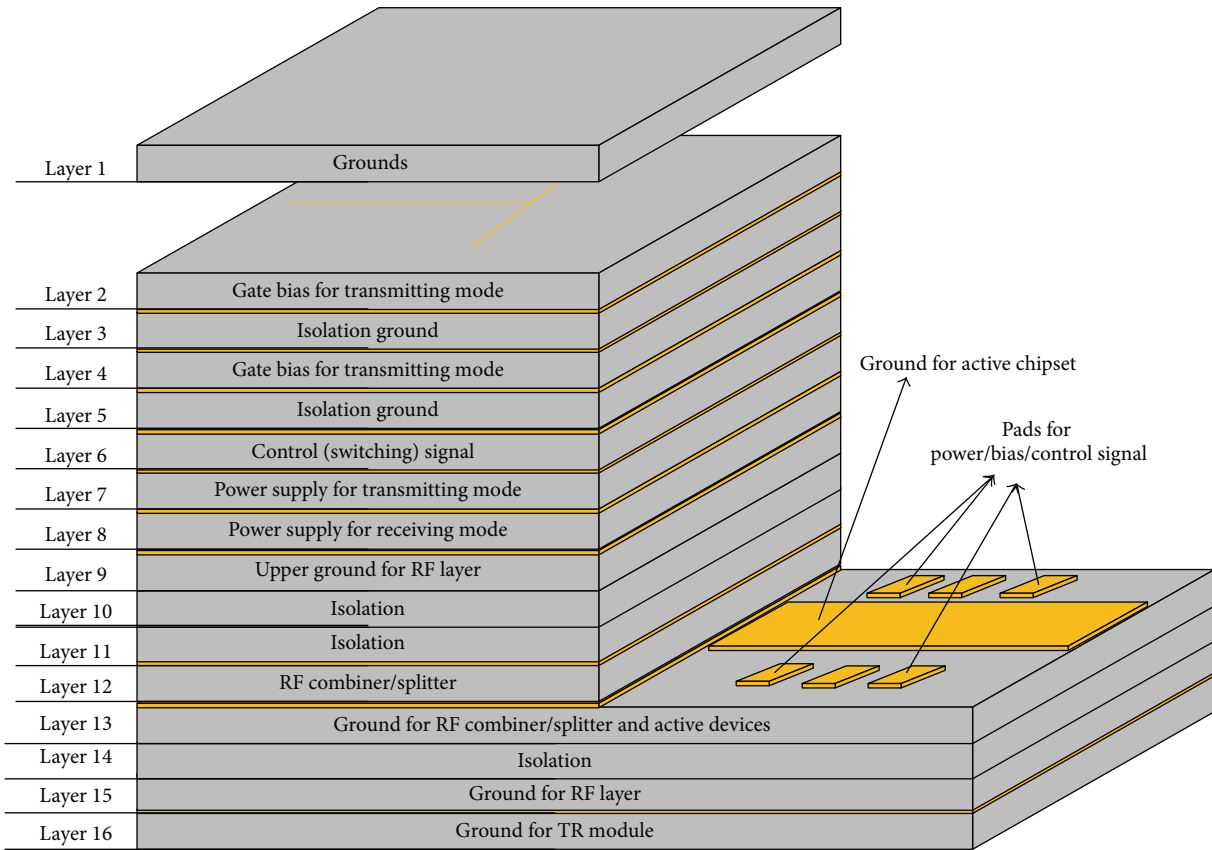 Layer 1
Grounds
Layer 2
Gate bias for transmitting mode
Layer 3
Isolation ground
Layer 4
Gate bias for transmitting mode
Layer 5
Isolation ground
Layer 6
Control (switching) signal
Layer 7
Power supply for transmitting mode
Layer 8
Power supply for receiving mode
Layer 9
Upper ground for RF layer
Layer 10
Isolation
Layer 11
Isolation
Layer 12
RF combiner/splitter
Layer 13
Ground for RF combiner/splitter and active devices
Layer 14
Isolation
Layer 15
Ground for RF layer
Layer 16
Ground for TR module
Ground for active chipset
Pads for
power/bias/control signal